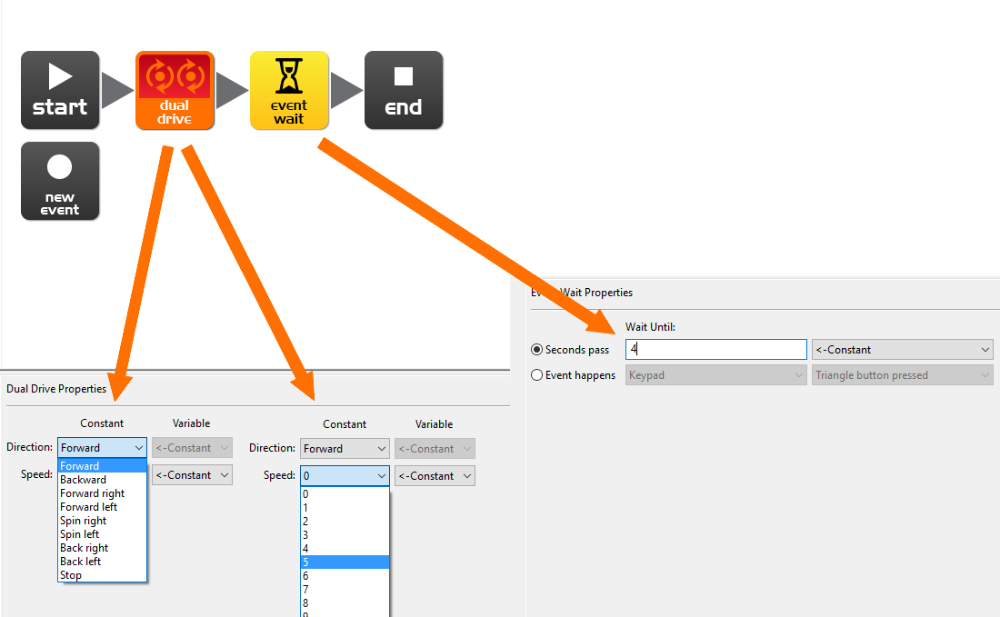 start
dual
drive
event
wait
end
new
event
Dual Drive Properties
Constant Variable
Direction: Forward <-Constant
Speed: <-Constant
Forward
Backward
Forward right
Forward left
Spin right
Spin left
Back right
Back left
Stop
Constant Variable
Direction: Forward <-Constant
Speed: 0 <-Constant
0
1
2
3
4
5
6
7
8
9
Wait Properties
Wait Until:
Seconds pass 4 <-Constant
Event happens Keypad Triangle button pressed